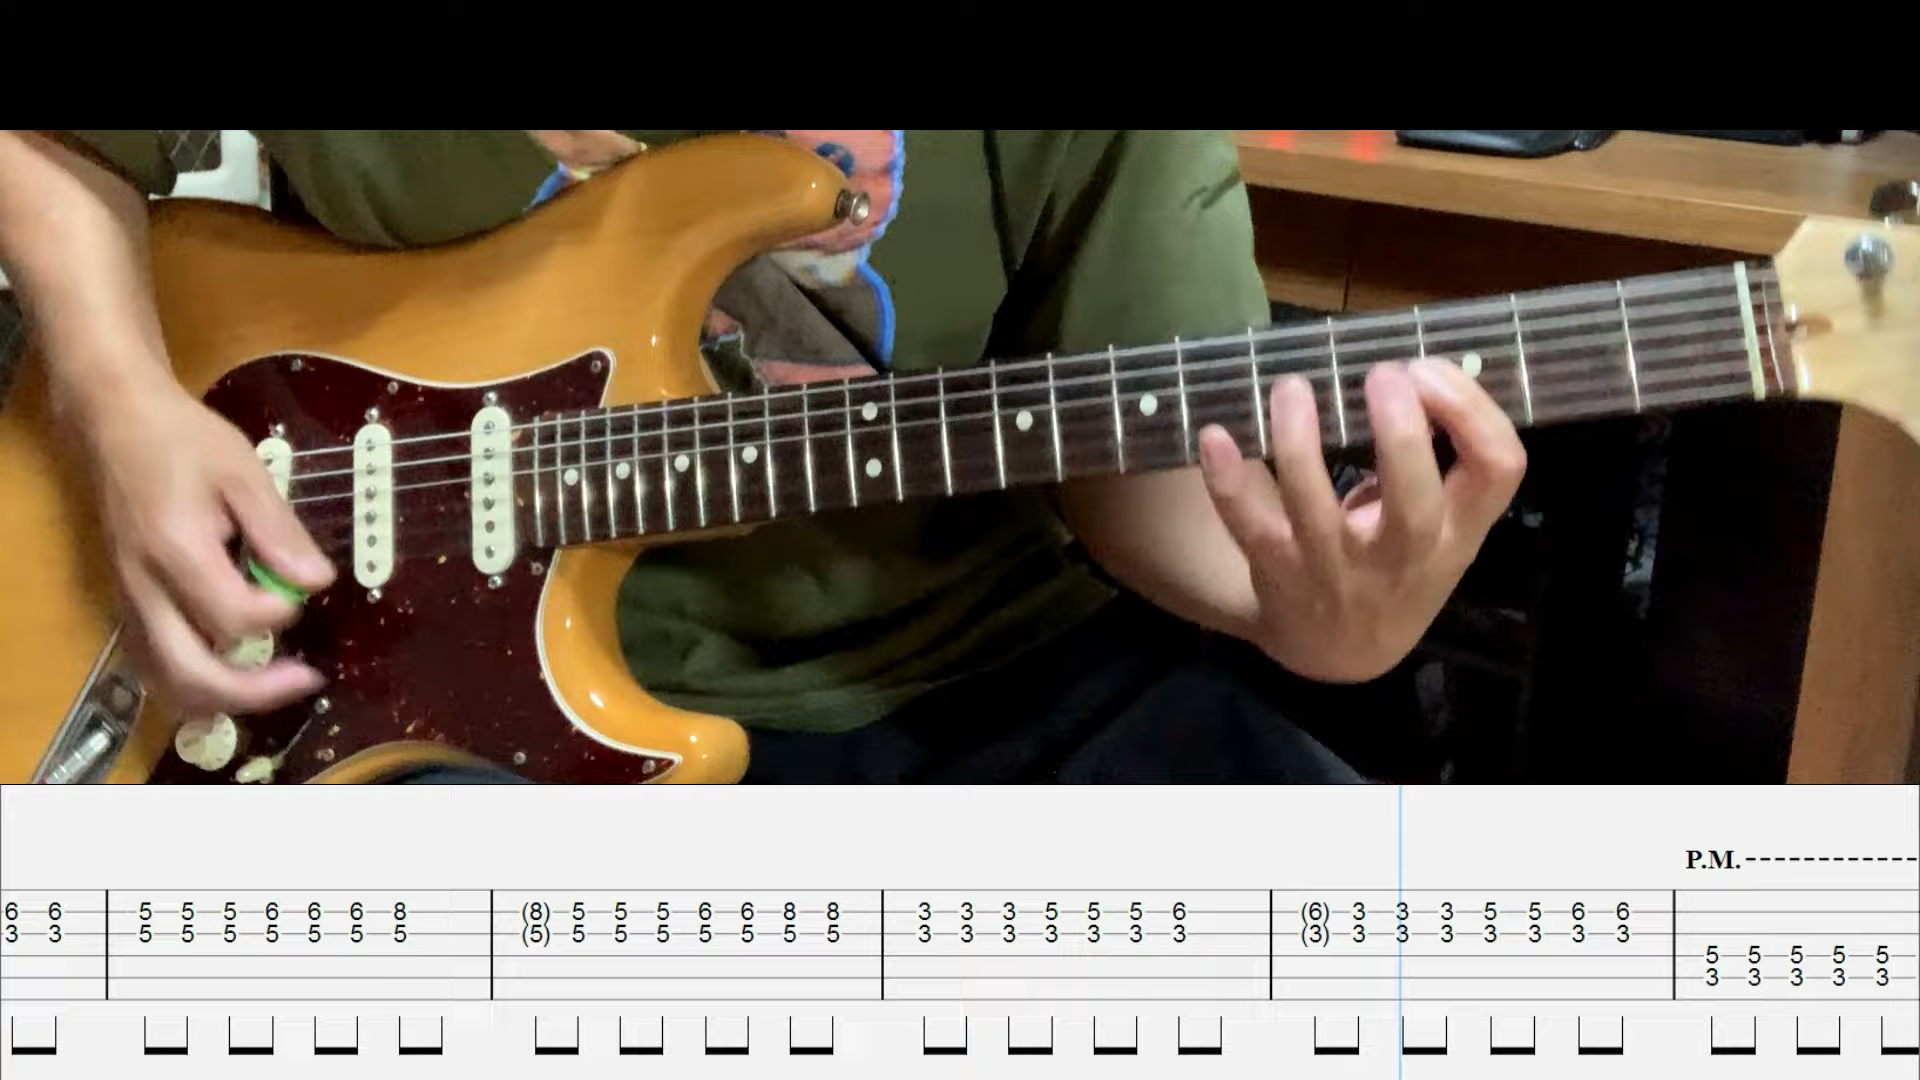 P.M.
6 6 5 5 5 6 6 6 8 (8) 5 5 5 6 6 8 8 3 3 3 5 5 5 6 (6) 3 3 3 5 5 6 6
3 3 5 5 5 5 5 5 5 (5) 5 5 5 5 5 5 5 3 3 3 3 3 3 3 (3) 3 3 3 3 3 3 3
5 5 5 5 5
3 3 3 3 3